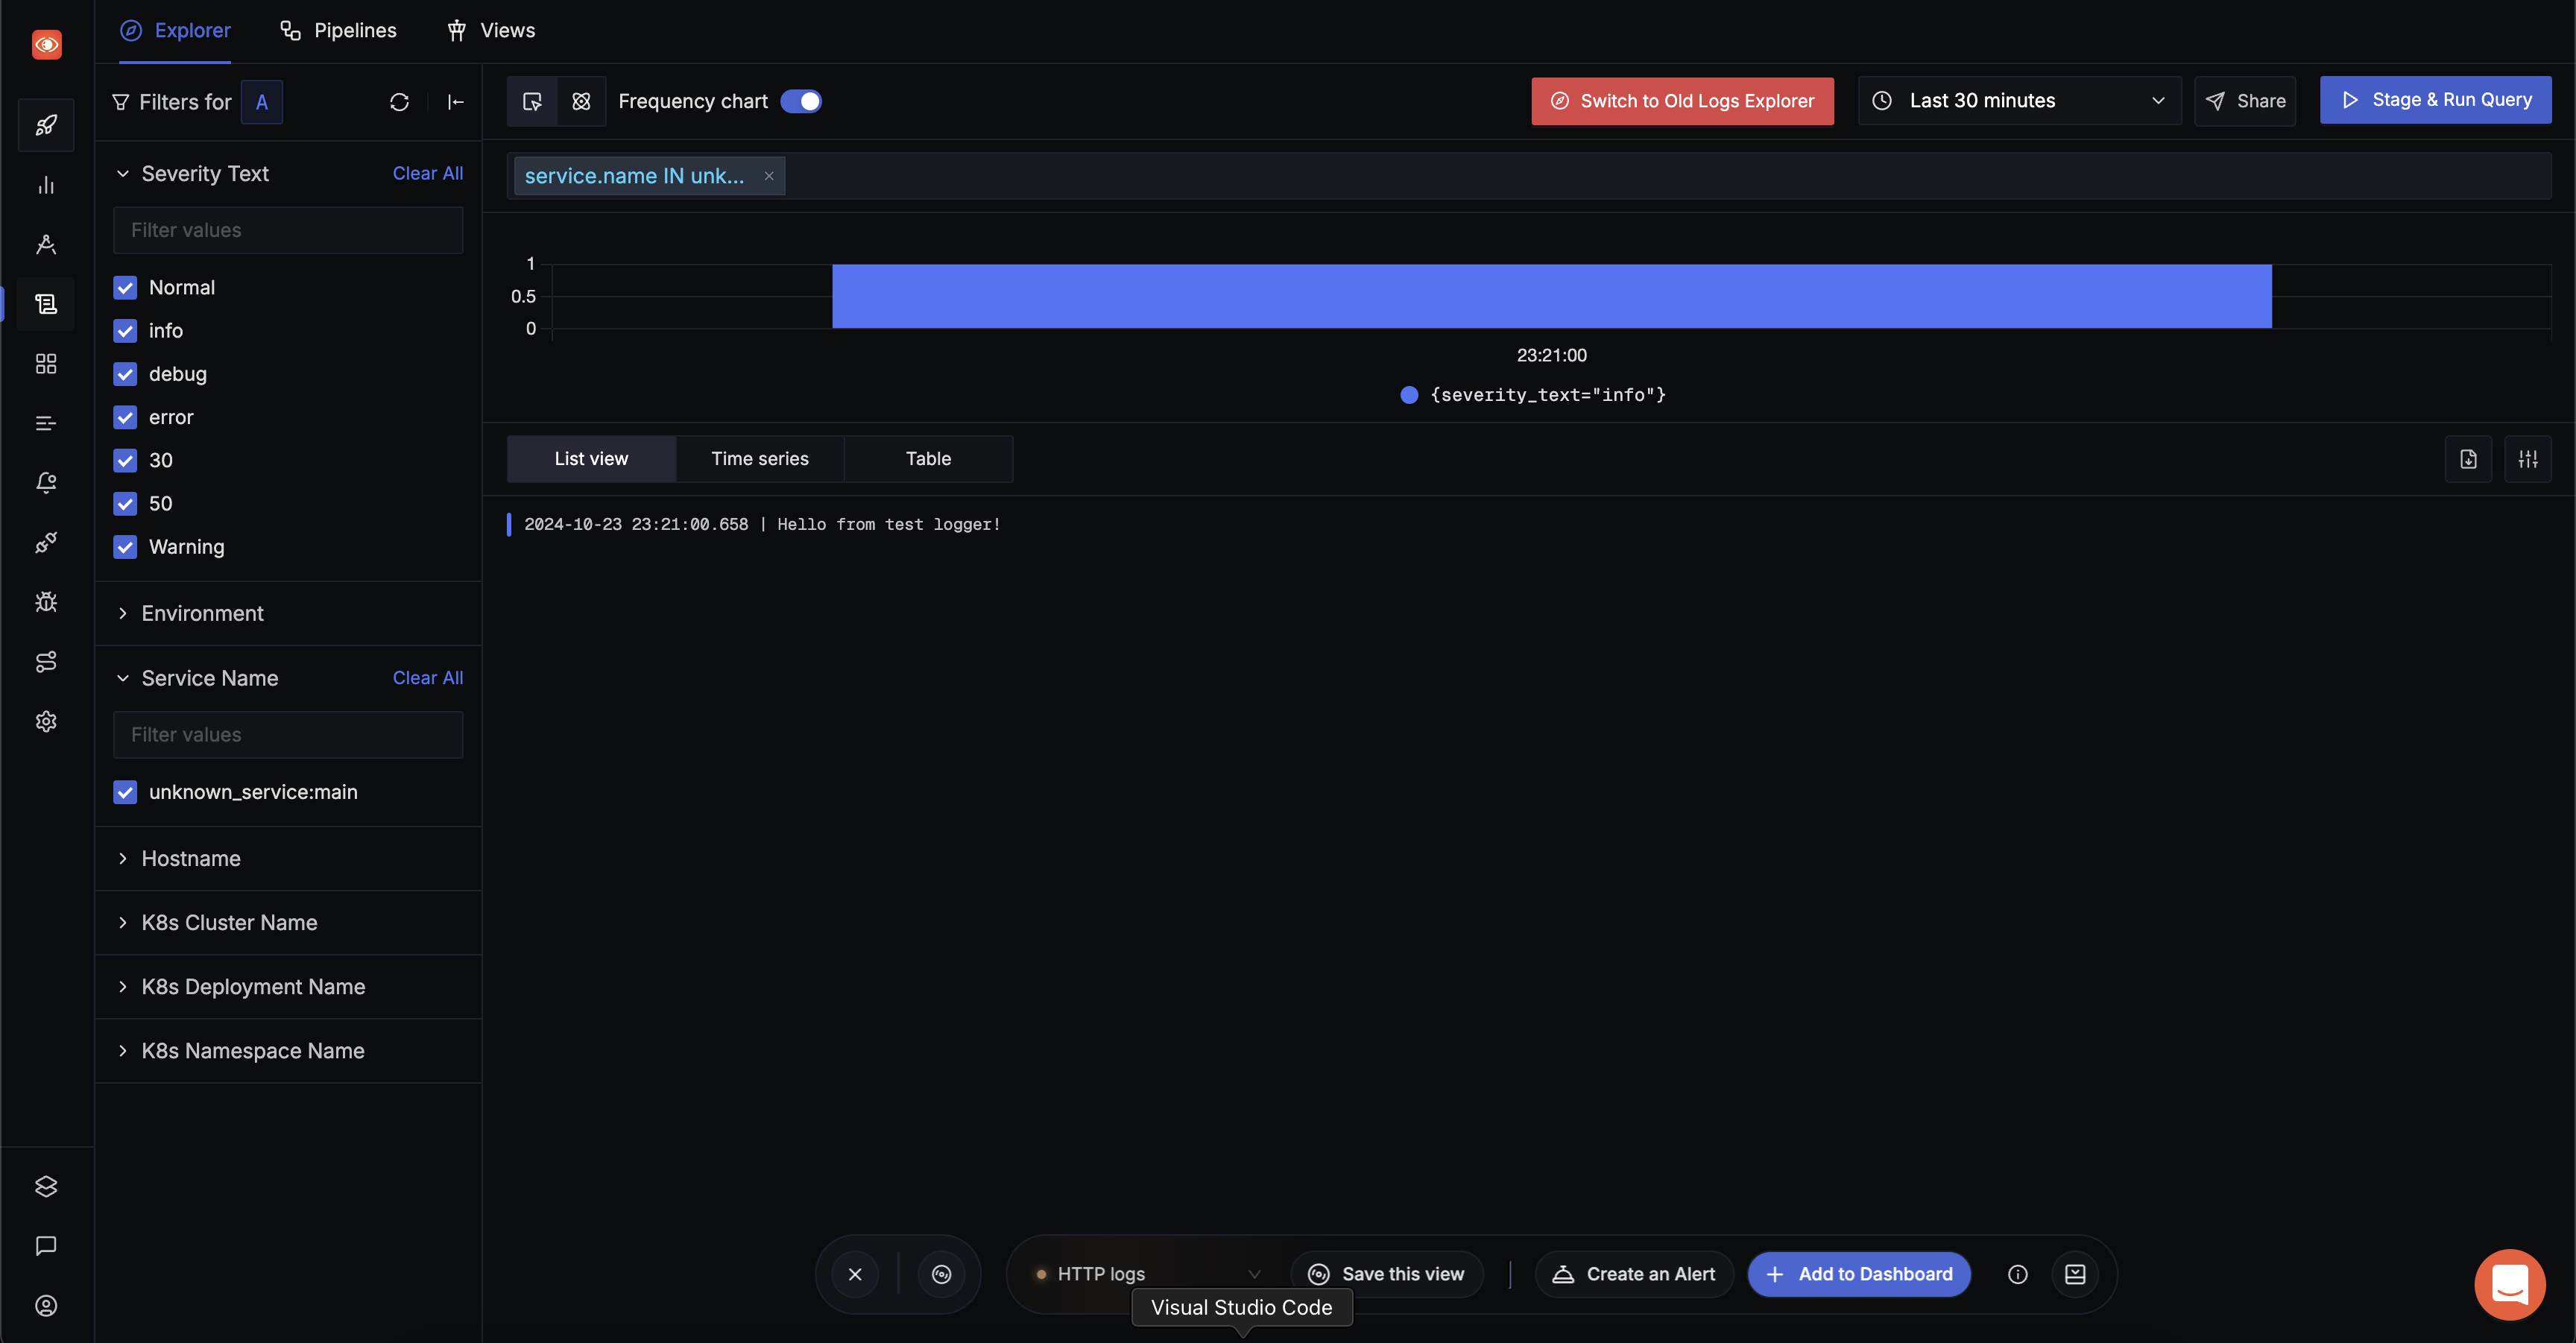 Explorer
Pipelines
Views
Filters for A
Frequency chart
Switch to Old Logs Explorer
Last 30 minutes
Share
Stage & Run Query
Severity Text
Clear All
Filter values
Normal
info
debug
error
30
50
Warning
Environment
Service Name
Clear All
Filter values
unknown_service:main
Hostname
K8s Cluster Name
K8s Deployment Name
K8s Namespace Name
service.name IN unk...
1
0.5
0
23:21:00
{severity_text="info"}
List view
Time series
Table
2024-10-23 23:21:00.658 | Hello from test logger!
HTTP logs
Save this view
Create an Alert
Add to Dashboard
Visual Studio Code